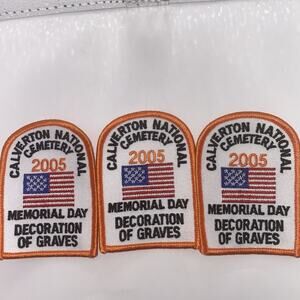 CALVERTON NATIONAL
CEMETERY
2005
MEMORIAL DAY
DECORATION
OF GRAVES
CALVERTON NATIONAL
CEMETERY
2005
MEMORIAL DAY
DECORATION
OF GRAVES
CALVERTON NATIONAL
CEMETERY
2005
MEMORIAL DAY
DECORATION
OF GRAVES